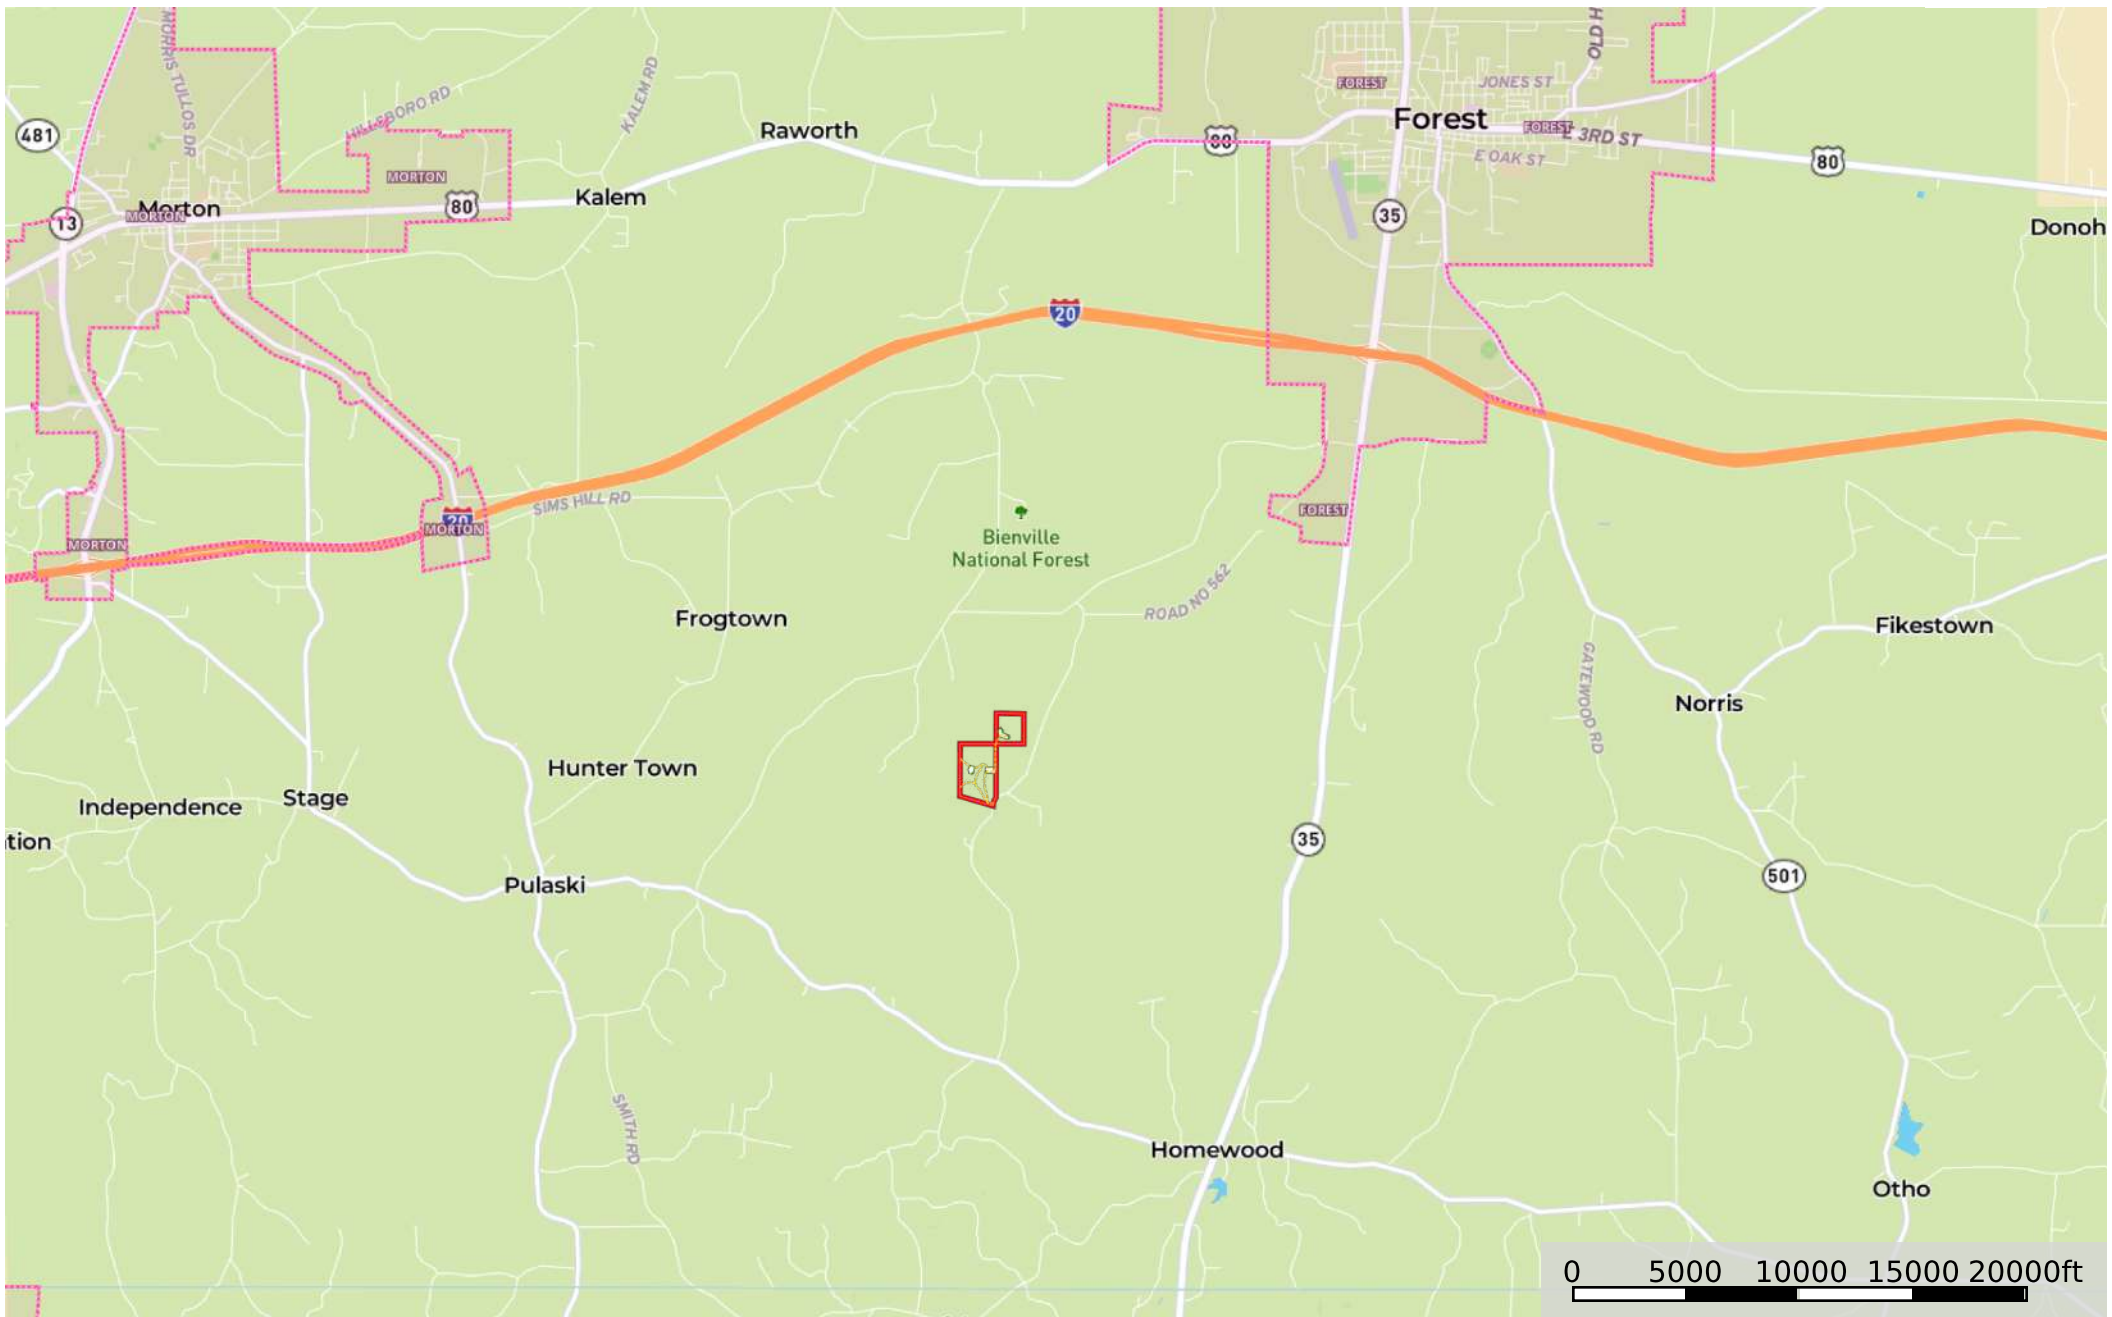 MORRIS TULLOS DR
OLD H
KALEM RD
FOREST
JONES ST
HILLSBORO RD
Forest
FOREST
E 3RD ST
481
Raworth
80
E OAK ST
80
MORTON
Kalem
80
Morton
MORTON
13
35
Donoh
20
SIMS HILL RD
FOREST
20
MORTON
Bienville
National Forest
MORTON
ROAD NO 562
Frogtown
Fikestown
GATEWOOD RD
Norris
Hunter Town
Independence
Stage
tion
35
Pulaski
501
SMITH RD
Homewood
Otho
0 5000 10000 15000 20000ft